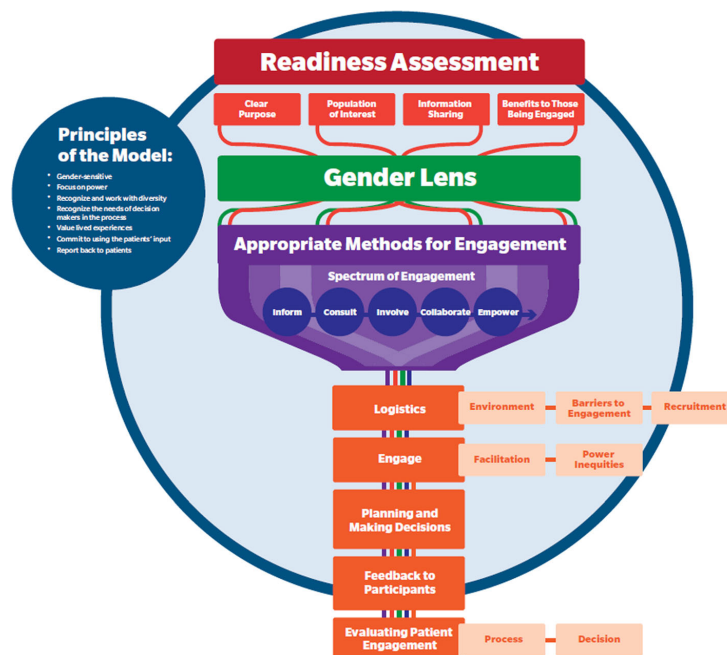 Readiness Assessment
Clear
Purpose
Population
of Interest
Information
Sharing
Benefits to Those
Being Engaged
Principles
of the Model:
• Gender-sensitive
• Focus on power
• Recognize and work with diversity
• Recognize the needs of decision
makers in the process
• Value lived experiences
• Commit to using the patients' input
• Report back to patients
Gender Lens
Appropriate Methods for Engagement
Spectrum of Engagement
Inform
Consult
Involve
Collaborate
Empower
Logistics
Environment
Barriers to
Engagement
Recruitment
Engage
Facilitation
Power
Inequities
Planning and
Making Decisions
Feedback to
Participants
Evaluating Patient
Engagement
Process
Decision